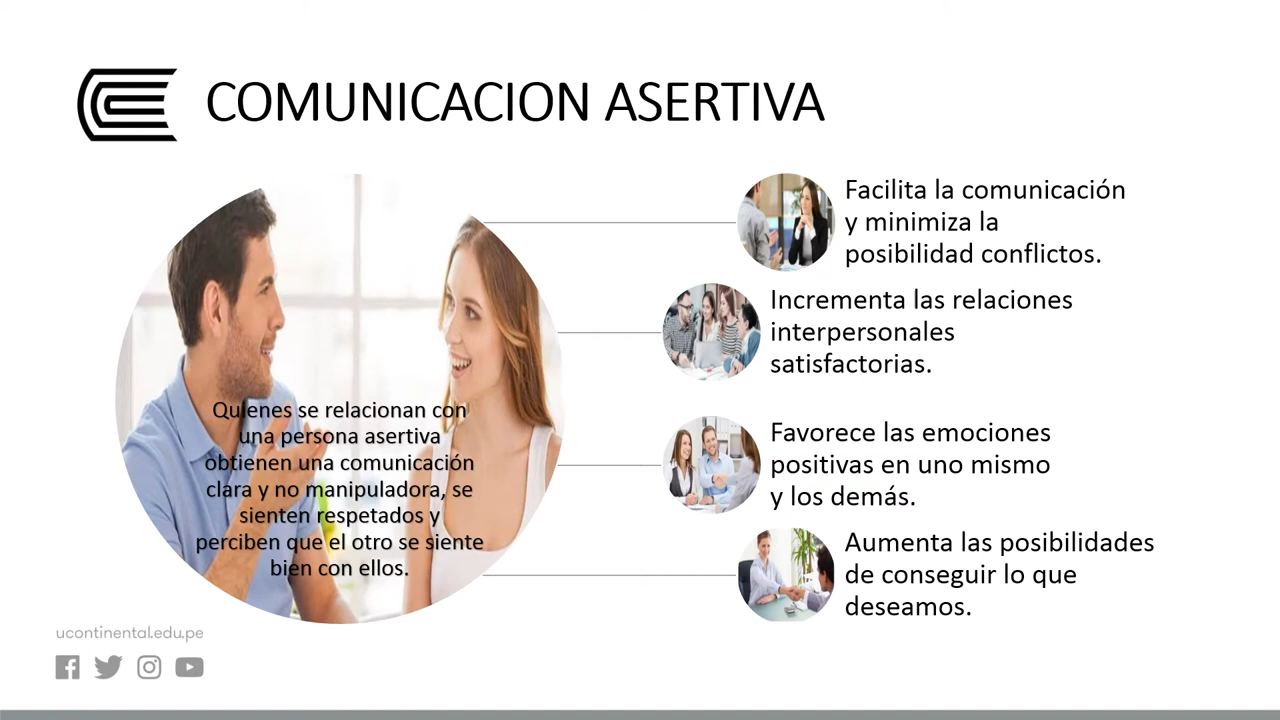 COMUNICACION ASERTIVA
Quienes se relacionan con
una persona asertiva
obtienen una comunicación
clara y no manipuladora, se
sienten respetados y
perciben que el otro se siente
bien con ellos.
Facilita la comunicación
y minimiza la
posibilidad conflictos.
Incrementa las relaciones
interpersonales
satisfactorias.
Favorece las emociones
positivas en uno mismo
y los demás.
Aumenta las posibilidades
de conseguir lo que
deseamos.
ucontinental.edu.pe